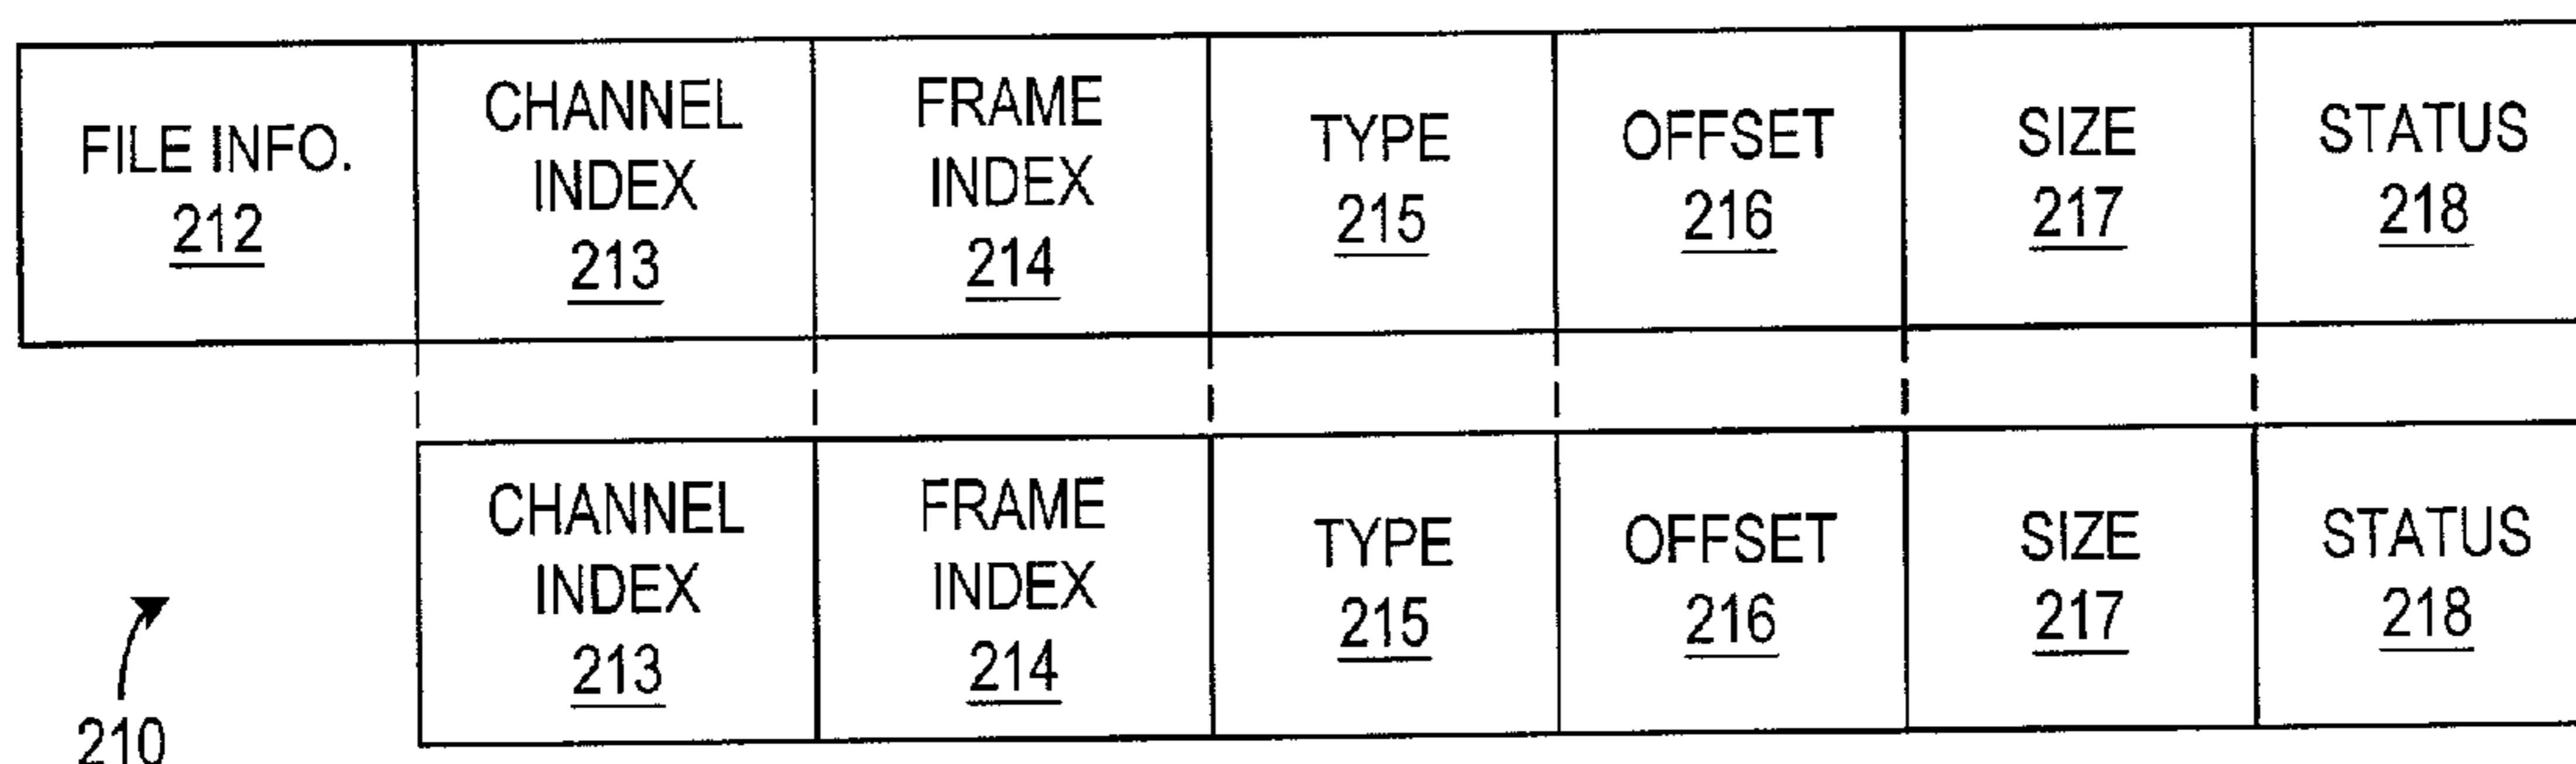 FILE INFO.
212
CHANNEL
INDEX
213
FRAME
INDEX
214
TYPE
215
OFFSET
216
SIZE
217
STATUS
218
CHANNEL
INDEX
213
FRAME
INDEX
214
TYPE
215
OFFSET
216
SIZE
217
STATUS
218
210